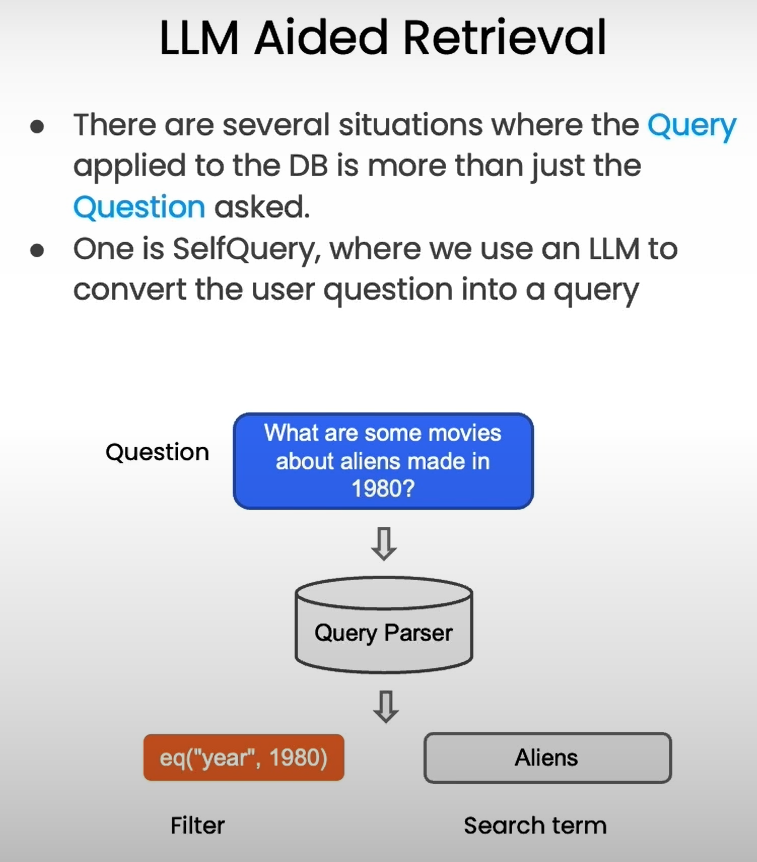 LLM Aided Retrieval
● There are several situations where the Query
applied to the DB is more than just the
Question asked.
● One is SelfQuery, where we use an LLM to
convert the user question into a query
Question
What are some movies
about aliens made in
1980?
Query Parser
eq("year", 1980)
Aliens
Filter
Search term